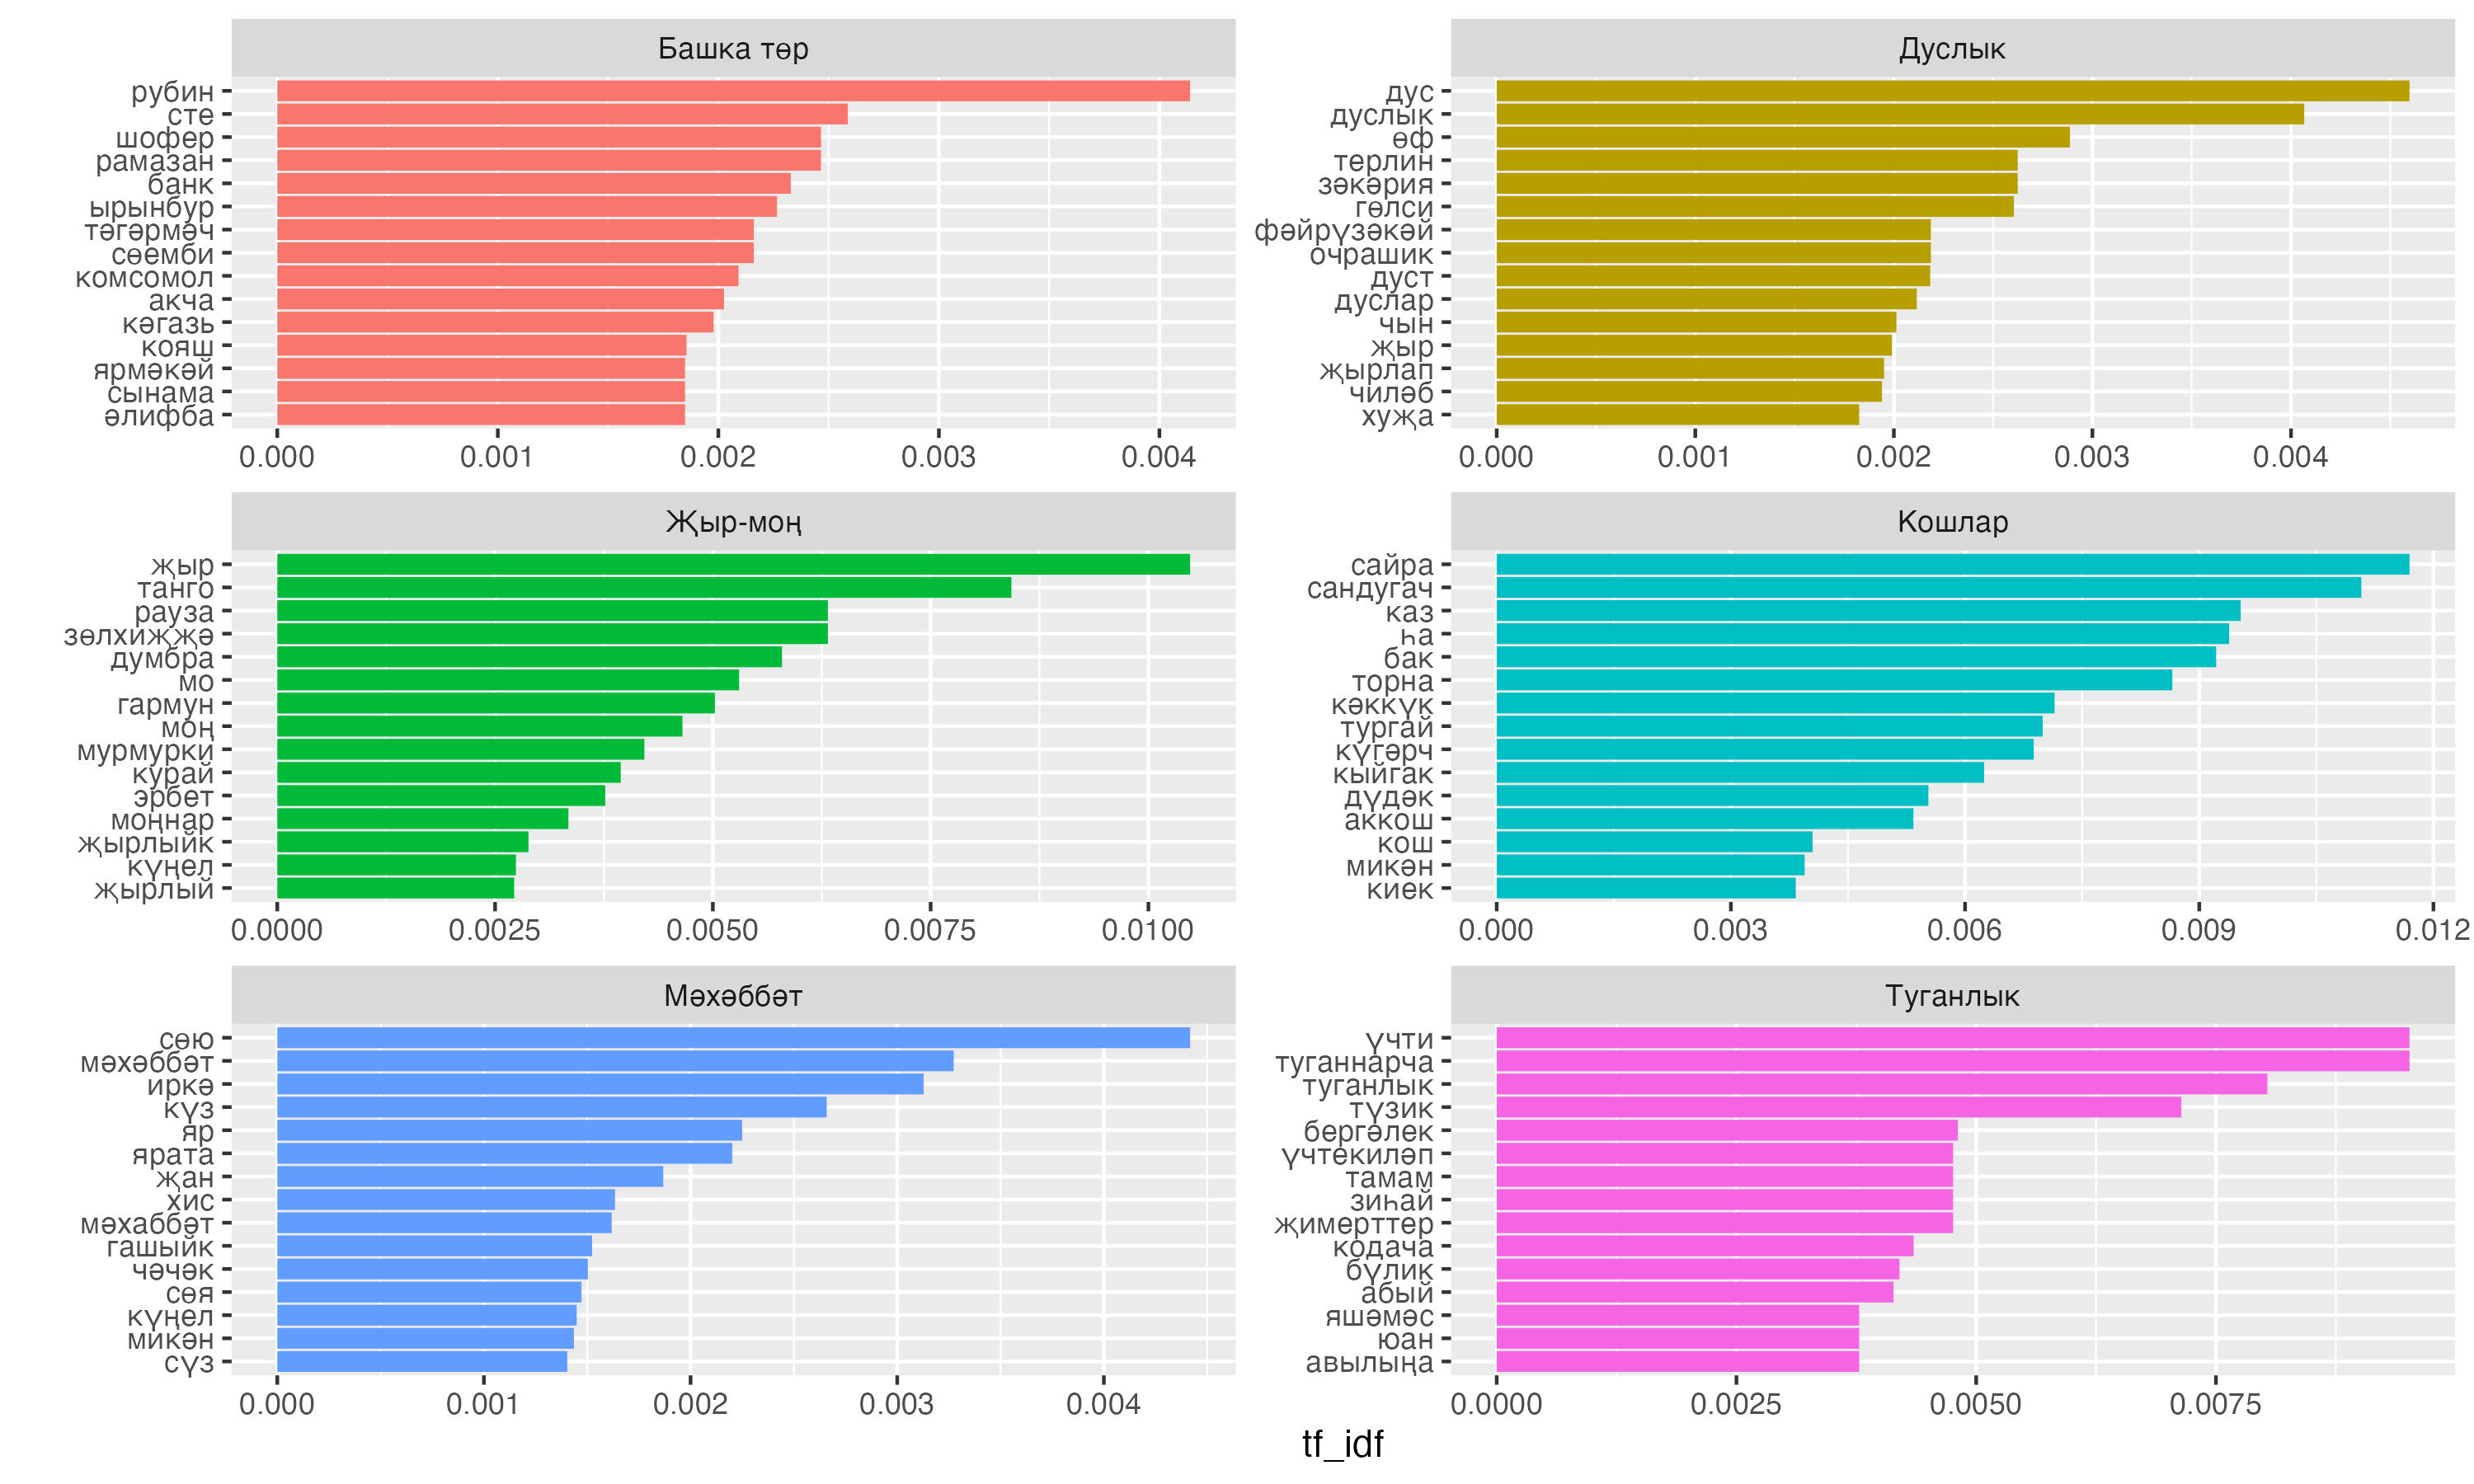 Башка төр
рубин
сте
шофер
рамазан
банк
ырынбур
тәгәрмәч
сөемби
комсомол
акча
кәгазь
кояш
ярмәкәй
сынама
әлифба
0.000 0.001 0.002 0.003 0.004
Дуслык
дус
дуслык
өф
терлин
зәкәрия
гөлси
фәйрүзәкәй
очрашик
дуст
дуслар
чын
җыр
җырлап
чиләб
хуҗа
0.000 0.001 0.002 0.003 0.004
Җыр-моң
җыр
танго
рауза
зөлхиҗҗә
думбра
мо
гармун
моң
мурмурки
курай
эрбет
моңнар
җырлыйк
күңел
җырлый
0.0000 0.0025 0.0050 0.0075 0.0100
Кошлар
сайра
сандугач
каз
һа
бак
торна
кәккүк
тургай
күгәрч
кыйгак
дүдәк
аккош
кош
микән
киек
0.000 0.003 0.006 0.009 0.012
Мәхәббәт
сөю
мәхәббәт
иркә
күз
яр
ярата
җан
хис
мәхаббәт
гашыйк
чәчәк
сөя
күңел
микән
сүз
0.000 0.001 0.002 0.003 0.004
Туганлык
үчти
туганнарча
туганлык
түзик
бергәлек
үчтекиләп
тамам
зиһай
җимерттер
кодача
бүлик
абый
яшәмәс
юан
авылыңа
0.0000 0.0025 0.0050 0.0075
tf_idf